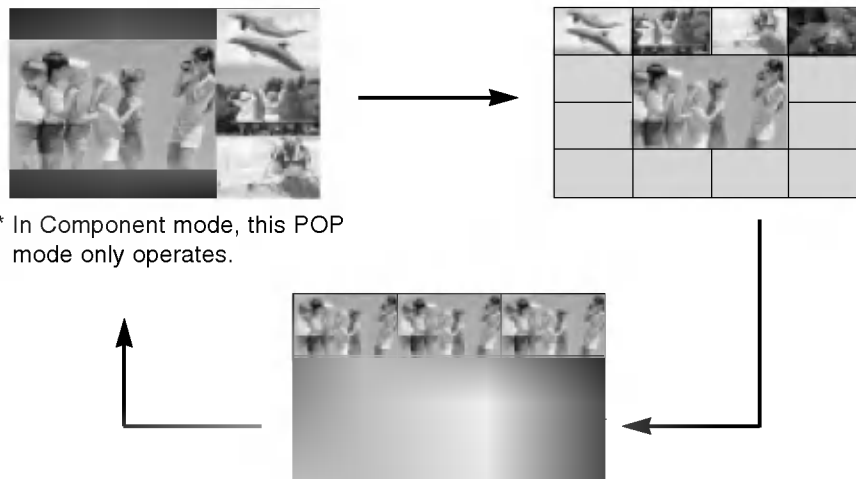 * In Component mode, this POP
mode only operates.